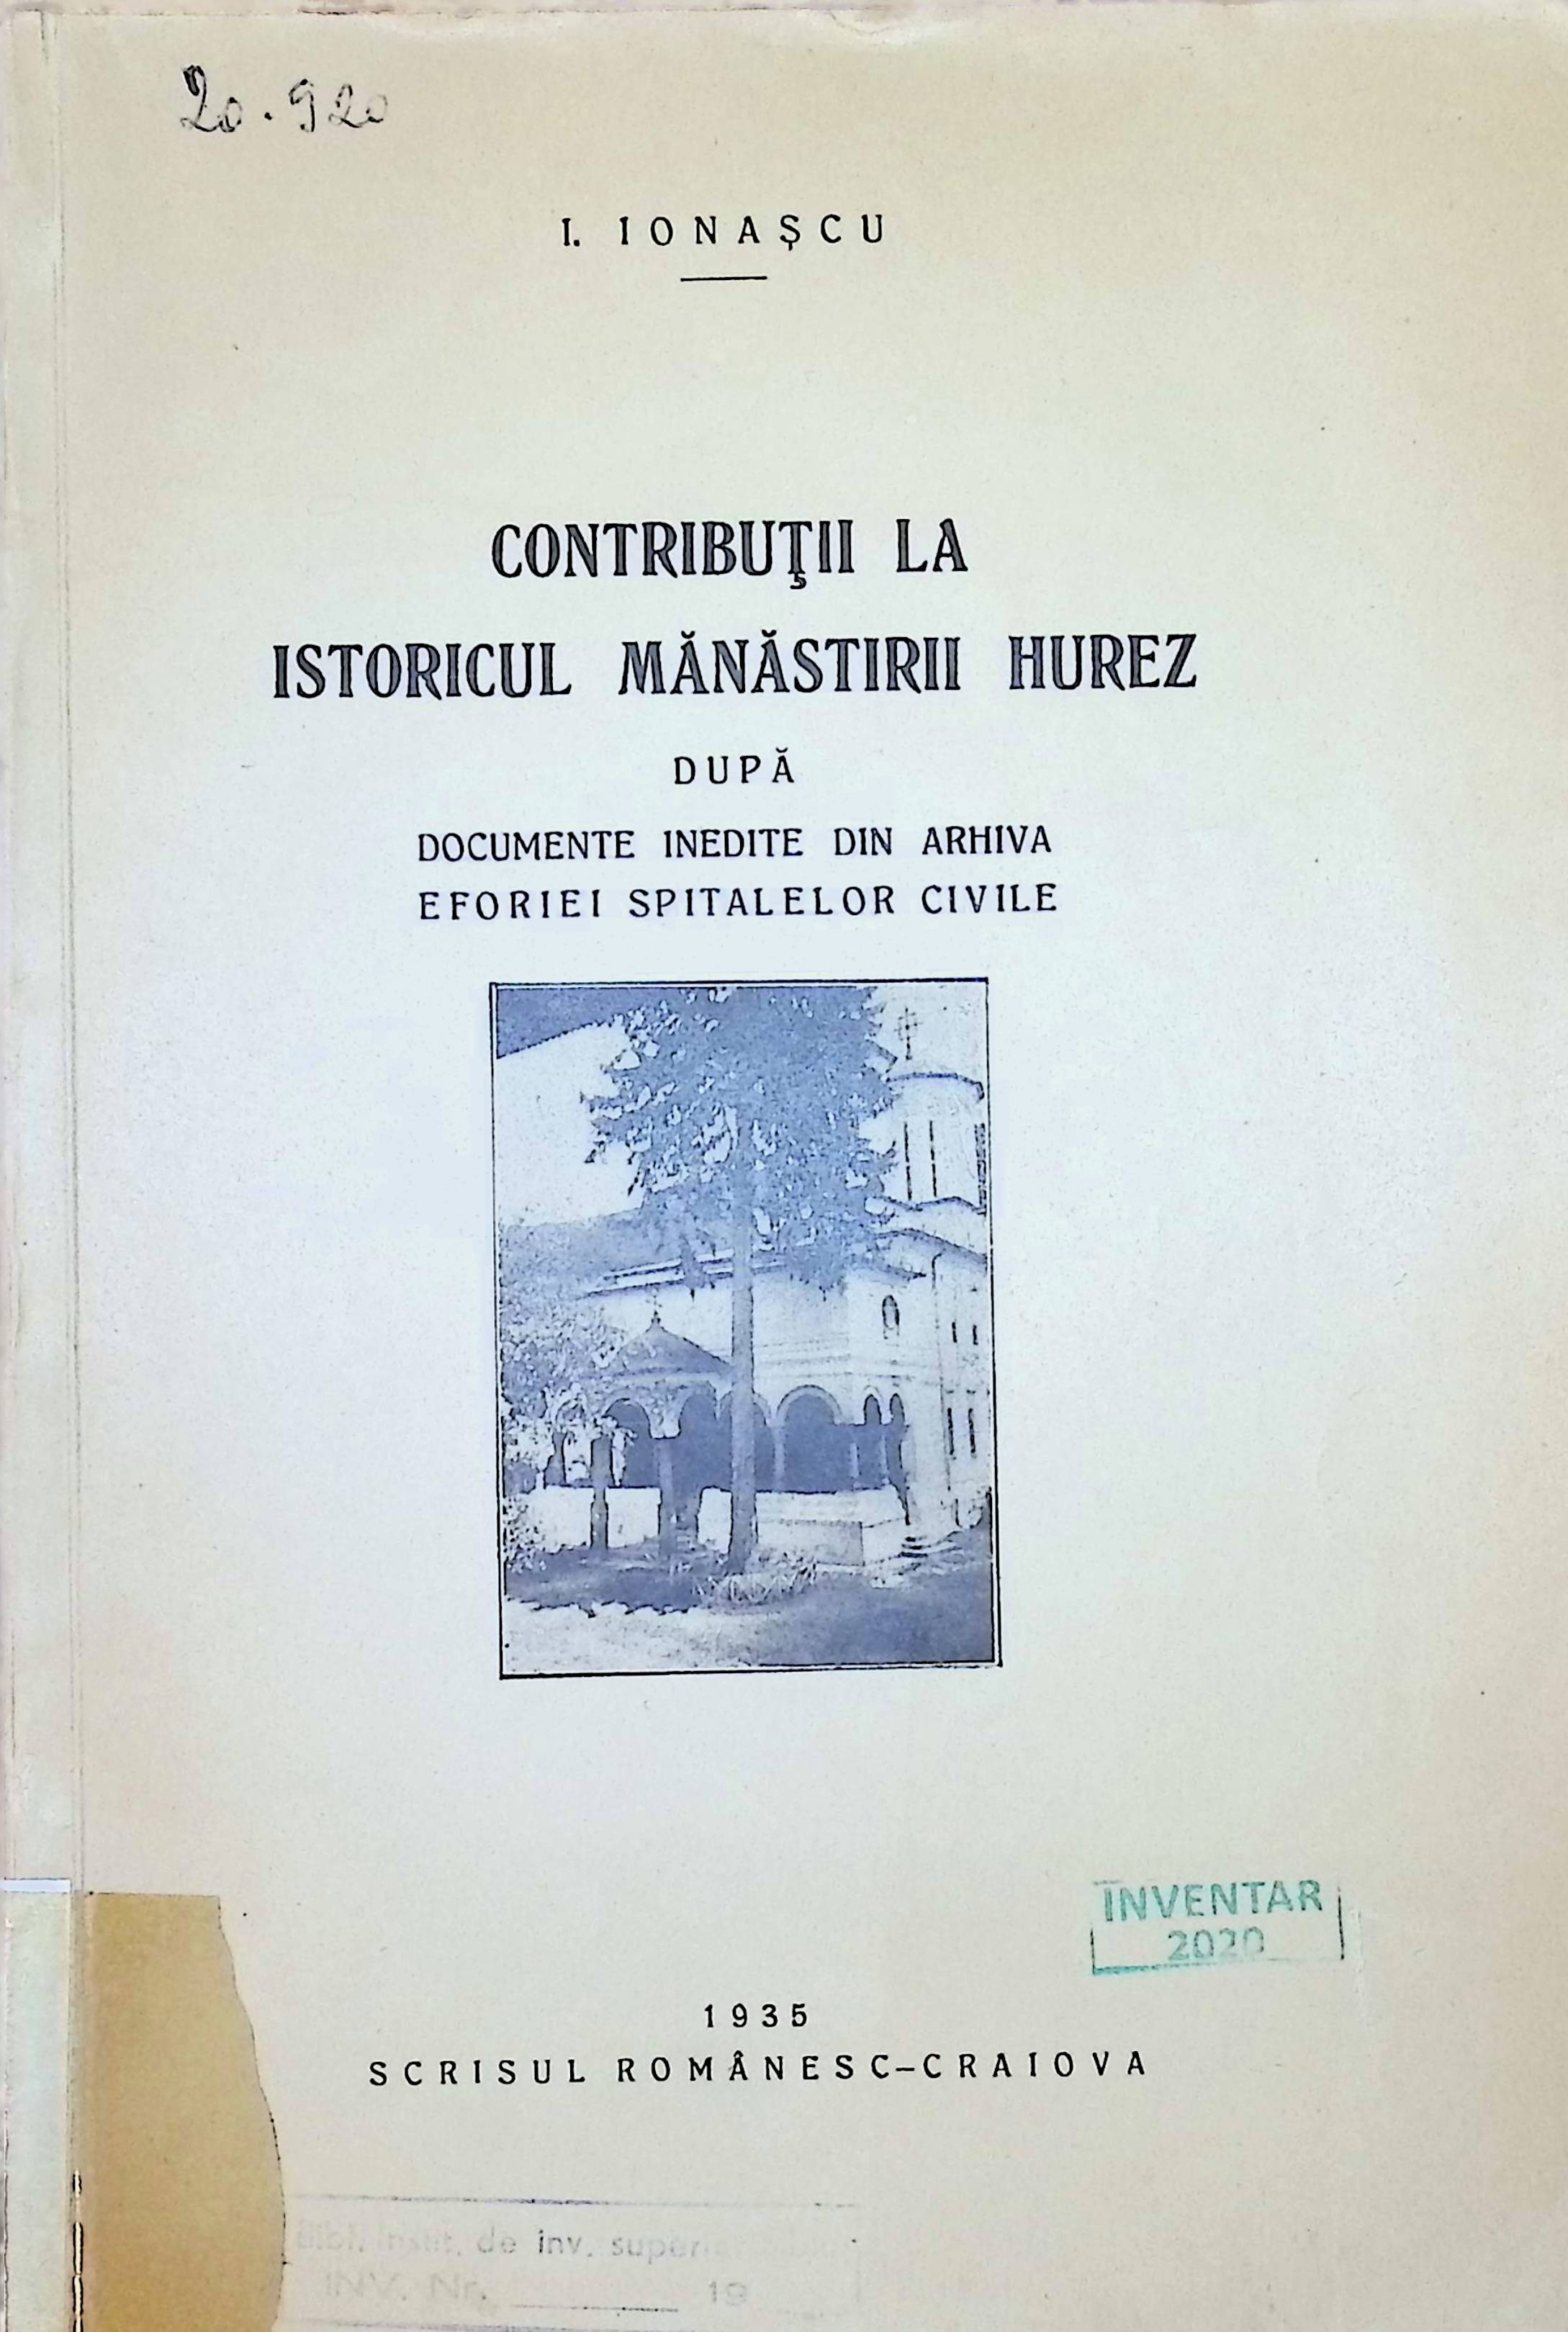 20.920
I. IONAŞCU
CONTRIBUŢII LA
ISTORICUL MĂNĂSTIRII HUREZ
DUPĂ
DOCUMENTE INEDITE DIN ARHIVA
EFORIEI SPITALELOR CIVILE
INVENTAR
2020
1935
SCRISUL ROMÂNESC–CRAIOVA
Bibl. Instit. de inv. superi
INV. Nr. 19